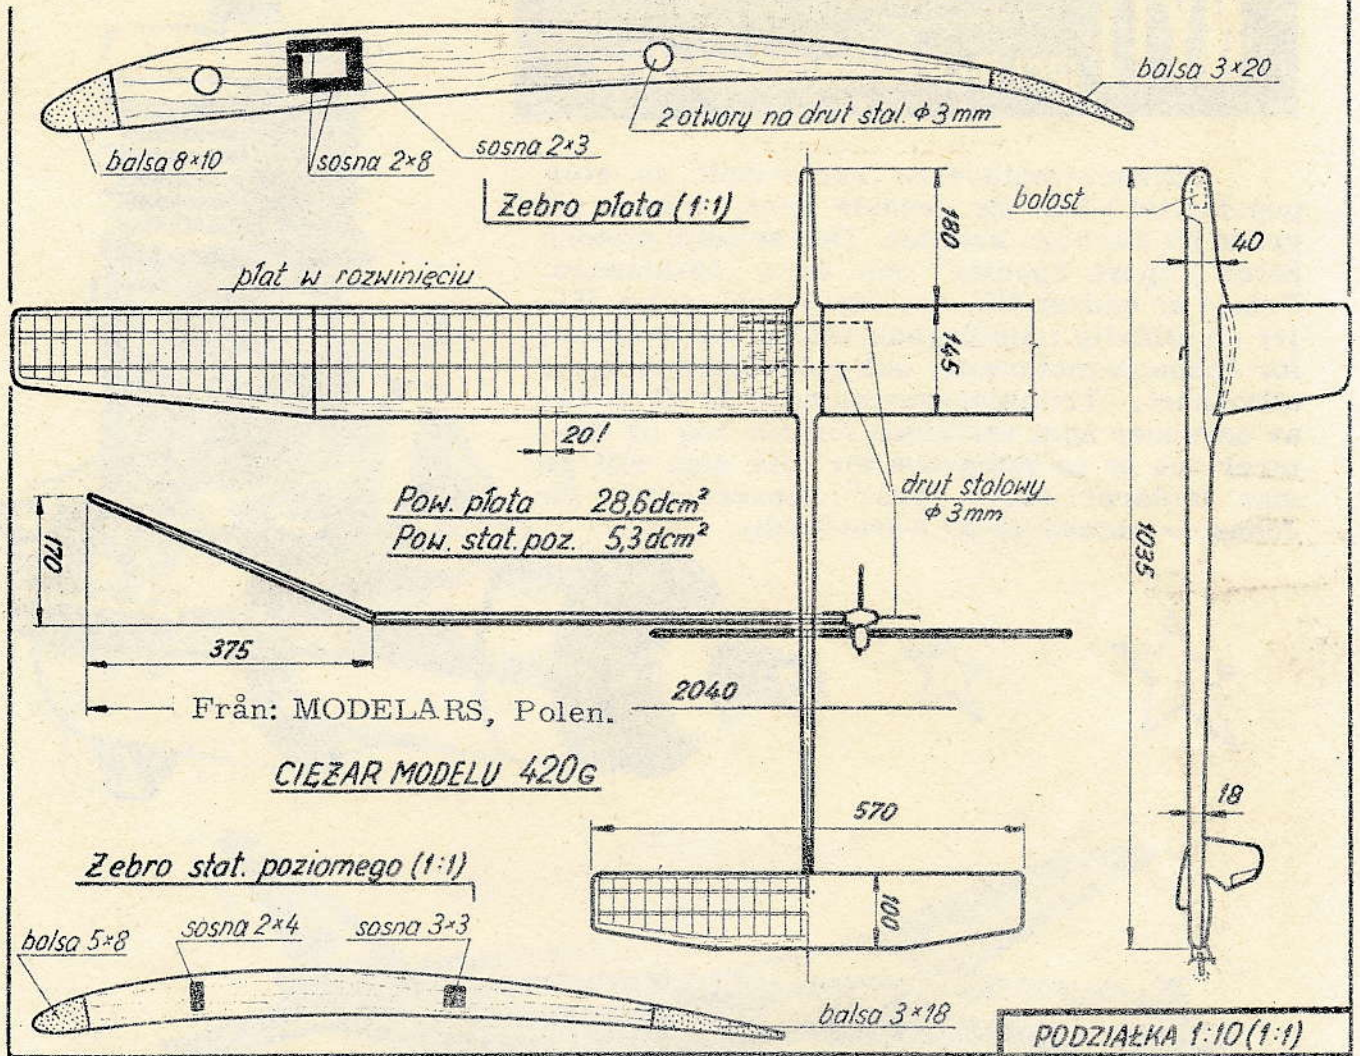 balsa 3×20
2 otwory na drut stal. ϕ 3 mm
balsa 8×10
sosna 2×8
sosna 2×3
Żebro płata (1:1)
balast
180
40
płat w rozwinięciu
145
20!
drut stalowy
ϕ 3mm
Pow. płata 28,6 dcm²
Pow. stat. poz. 5,3 dcm²
170
1035
375
2040
Från: MODELARS, Polen.
CIĘŻAR MODELU 420G
18
570
Żebro stat. poziomego (1:1)
100
balsa 5×8
sosna 2×4
sosna 3×3
balsa 3×18
PODZIAŁKA 1:10 (1:1)